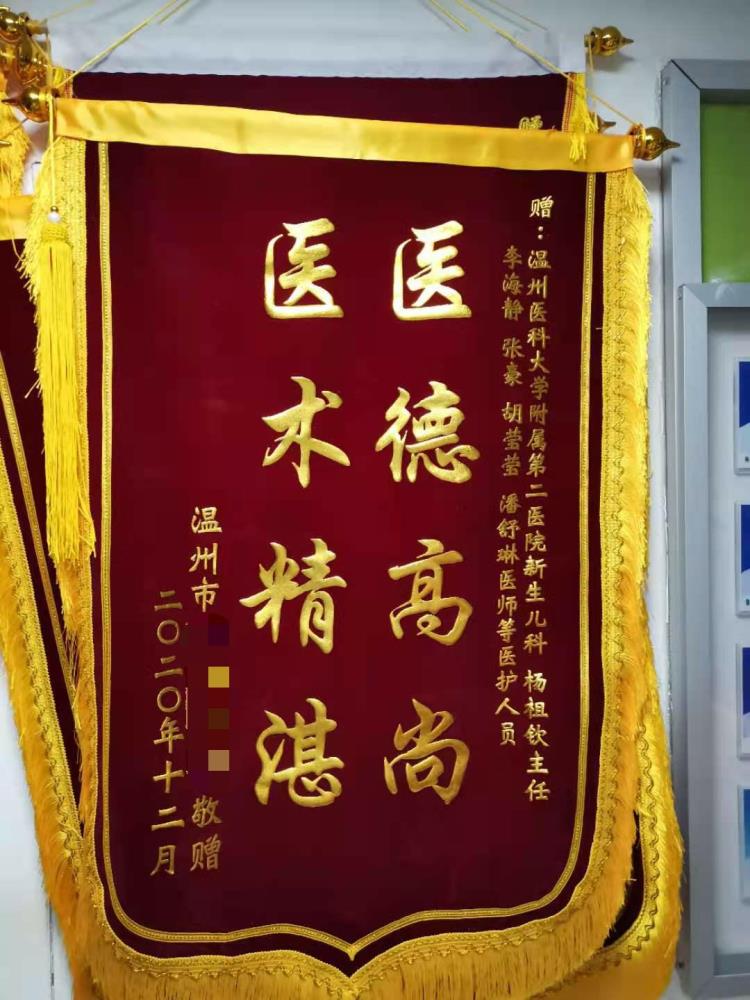 赠：温州医科大学附属第二医院新生儿科 杨祖钦主任
李海静 张豪 胡莹莹 潘舒琳医师等医护人员
医德高尚
医术精湛
温州市 敬赠
二〇二〇年十二月
赠